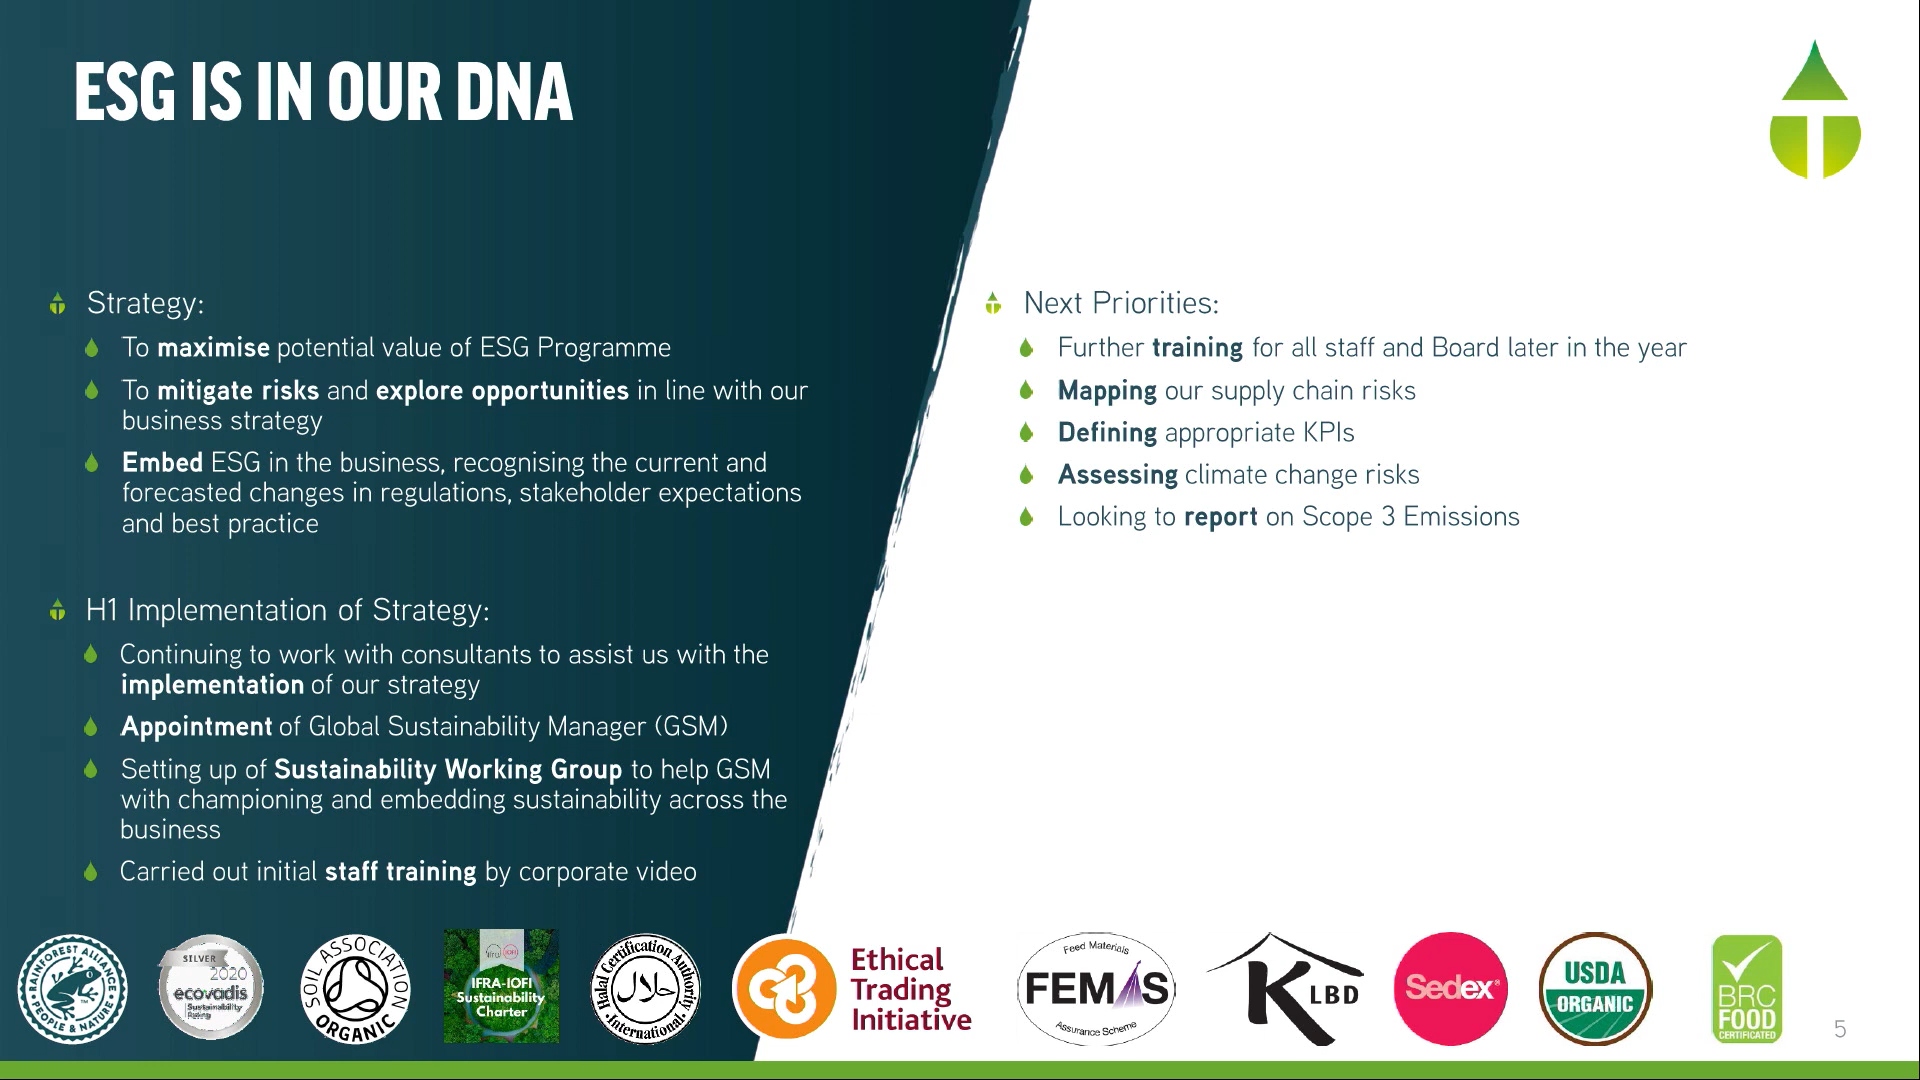 ESG IS IN OUR DNA
Strategy:
To maximise potential value of ESG Programme
To mitigate risks and explore opportunities in line with our
business strategy
Embed ESG in the business, recognising the current and
forecasted changes in regulations, stakeholder expectations
and best practice
H1 Implementation of Strategy:
Continuing to work with consultants to assist us with the
implementation of our strategy
Appointment of Global Sustainability Manager (GSM)
Setting up of Sustainability Working Group to help GSM
with championing and embedding sustainability across the
business
Carried out initial staff training by corporate video
Next Priorities:
Further training for all staff and Board later in the year
Mapping our supply chain risks
Defining appropriate KPIs
Assessing climate change risks
Looking to report on Scope 3 Emissions
RAINFOREST ALLIANCE
PEOPLE & NATURE
SILVER
2020
ecovadis
Sustainability
Rating
SOIL ASSOCIATION
ORGANIC
IFRA-IOFI
Sustainability
Charter
Halal Certification Authority
حلال
International
Ethical
Trading
Initiative
Feed Materials
FEMAS
Assurance Scheme
K LBD
Sedex
USDA
ORGANIC
BRC
FOOD
CERTIFICATED
5